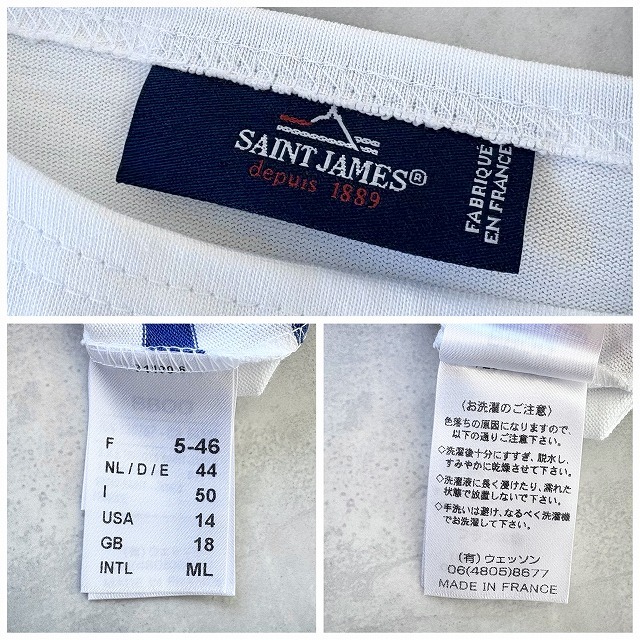 SAINT JAMES®
depuis 1889
FABRIQUÉ
EN FRANCE
F 5-46
NL / D / E 44
I 50
USA 14
GB 18
INTL ML
〈お洗濯のご注意〉
色落ちの原因になりますので、
以下の通りご注意下さい。
◇洗濯後十分にすすぎ、脱水し、
すみやかに乾燥させて下さい。
◇洗濯液に長く浸けたり、濡れた
状態で放置しないで下さい。
◇手洗いは避け、なるべく洗濯機
でお洗濯して下さい。
(有)ウェッソン
06(4805)8677
MADE IN FRANCE